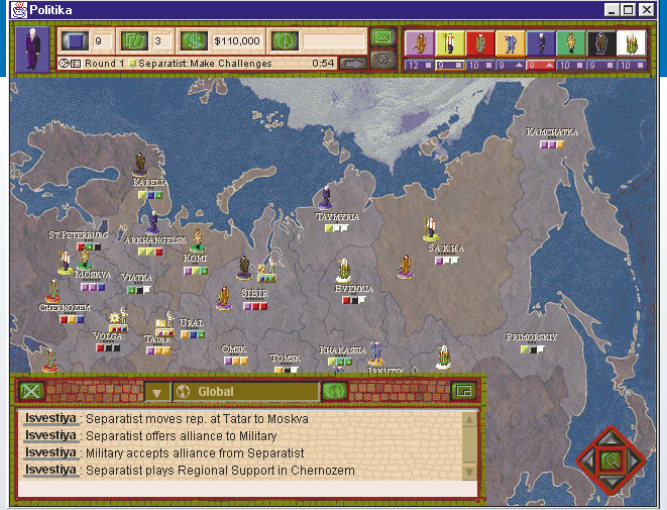 Politika
9
3
$110,000
Round 1 Separatist: Make Challenges 0:54
12 9 10 9 9 10 9 10
KAMCHATKA
KARELIA
TAYMYRIA
ST PETERBURG
ARKHANGELSK
SAKHA
KOMI
MOSKVA
VIATKA
SIBIR
EVENKIA
CHERNOZEM
VOLGA
TATAR
URAL
PRIMORSKIY
OMSK
TOMSK
KHAKASSIA
IRKUTSK
Global
Isvestiya : Separatist moves rep. at Tatar to Moskva
Isvestiya : Separatist offers alliance to Military
Isvestiya : Military accepts alliance from Separatist
Isvestiya : Separatist plays Regional Support in Chernozem